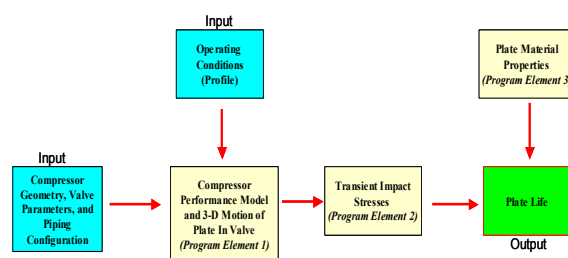 Input
Operating
Conditions
(Profile)
Plate Material
Properties
(Program Element 3)
Input
Compressor
Geometry, Valve
Parameters, and
Piping
Configuration
Compressor
Performance Model
and 3-D Motion of
Plate In Valve
(Program Element 1)
Transient Impact
Stresses
(Program Element 2)
Plate Life
Output